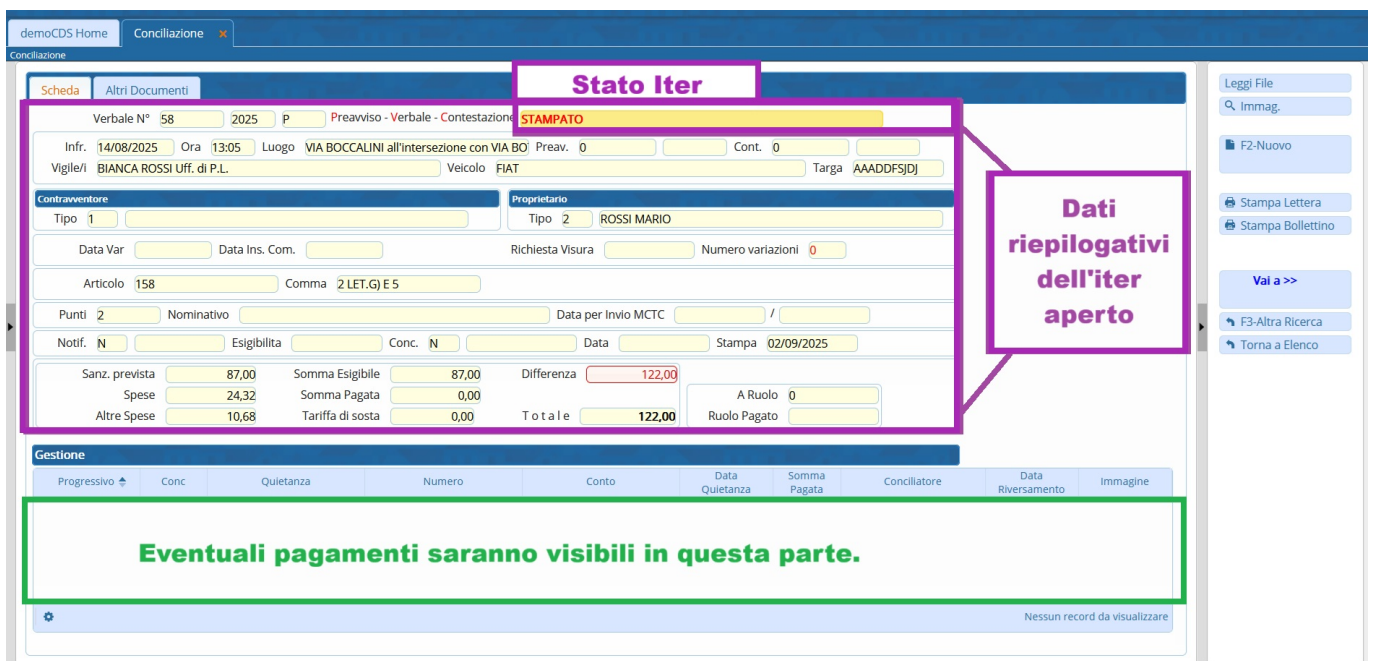 demoCDS Home Conciliazione ×
Conciliazione
Stato Iter
Scheda Altri Documenti
Verbale N° 58 2025 P Preavviso - Verbale - Contestazione STAMPATO
Infr. 14/08/2025 Ora 13:05 Luogo VIA BOCCALINI all'intersezione con VIA BO Preav. 0 Cont. 0
Vigile/i BIANCA ROSSI Uff. di P.L. Veicolo FIAT Targa AAADDFSJDJ
Contravventore Proprietario
Tipo 1 Tipo 2 ROSSI MARIO
Data Var Data Ins. Com. Richiesta Visura Numero variazioni 0
Articolo 158 Comma 2 LET.G) E 5
Punti 2 Nominativo Data per Invio MCTC /
Notif. N Esigibilita Conc. N Data Stampa 02/09/2025
Sanz. prevista 87,00 Somma Esigibile 87,00 Differenza 122,00
Spese 24,32 Somma Pagata 0,00 A Ruolo 0
Altre Spese 10,68 Tariffa di sosta 0,00 Totale 122,00 Ruolo Pagato
Dati
riepilogativi
dell'iter
aperto
Gestione
Progressivo Conc Quietanza Numero Conto Data Quietanza Somma Pagata Conciliatore Data Riversamento Immagine
Eventuali pagamenti saranno visibili in questa parte.
Nessun record da visualizzare
Leggi File
Immag.
F2-Nuovo
Stampa Lettera
Stampa Bollettino
Vai a >>
F3-Altra Ricerca
Torna a Elenco